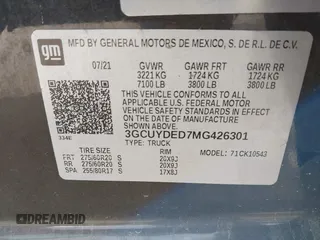 gm
MFD BY GENERAL MOTORS DE MEXICO, S. DE R.L. DE C.V.
07/21 GVWR GAWR FRT GAWR RR
3221 KG 1724 KG 1724 KG
7100 LB 3800 LB 3800 LB
THIS VEHICLE CONFORMS TO ALL
APPLICABLE U.S. FEDERAL MOTOR
VEHICLE SAFETY STANDARDS IN EFFECT ON
THE DATE OF MANUFACTURE SHOWN ABOVE.
3GCUYDED7MG426301
TYPE: TRUCK MODEL: 71CK10543
334E TIRE SIZE RIM
FRT 275/60R20 S 20X9J
RR 275/60R20 S 20X9J
SPA 255/80R17 S 17X8J
DREAMBID